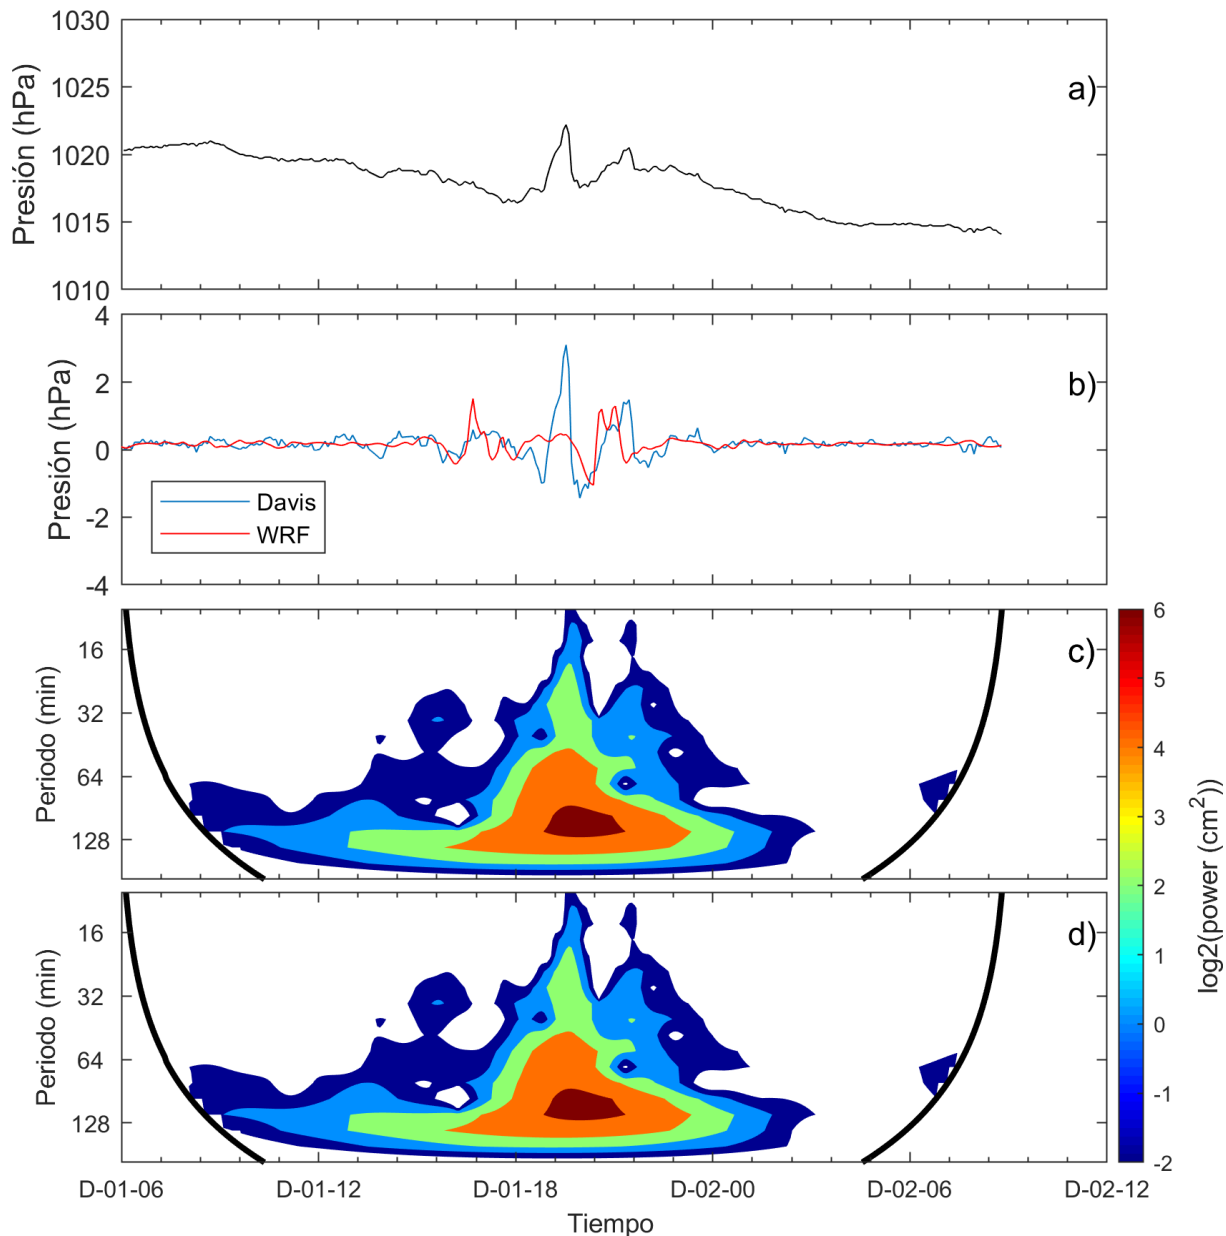 1030
1025
1020
1015
1010
Presión (hPa)
a)
4
2
0
-2
-4
Presión (hPa)
b)
Davis
WRF
16
32
64
128
Periodo (min)
c)
16
32
64
128
Periodo (min)
d)
6
5
4
3
2
1
0
-1
-2
log2(power (cm²))
D-01-06 D-01-12 D-01-18 D-02-00 D-02-06 D-02-12
Tiempo